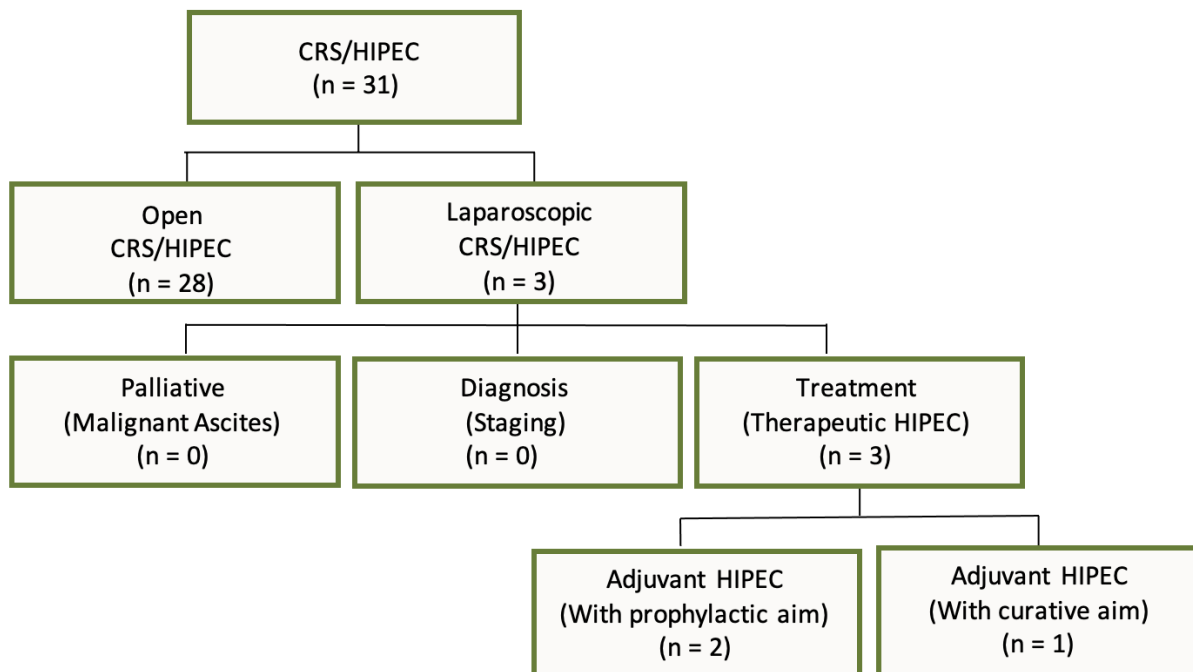 CRS/HIPEC
(n = 31)
Open
CRS/HIPEC
(n = 28)
Laparoscopic
CRS/HIPEC
(n = 3)
Palliative
(Malignant Ascites)
(n = 0)
Diagnosis
(Staging)
(n = 0)
Treatment
(Therapeutic HIPEC)
(n = 3)
Adjuvant HIPEC
(With prophylactic aim)
(n = 2)
Adjuvant HIPEC
(With curative aim)
(n = 1)